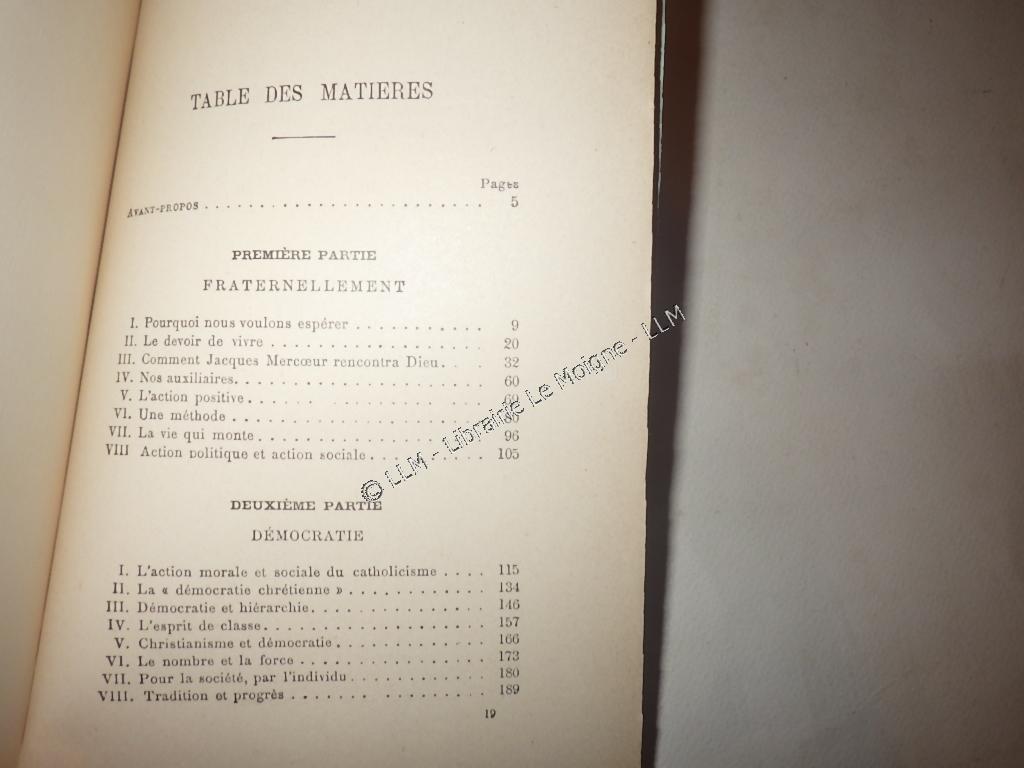 TABLE DES MATIERES
Pages
AVANT-PROPOS . . . . . . . . . . . . . . . . . . . . . . . . 5
PREMIÈRE PARTIE
FRATERNELLEMENT
I. Pourquoi nous voulons espérer . . . . . . . . . . . 9
II. Le devoir de vivre . . . . . . . . . . . . . . . . . . 20
III. Comment Jacques Mercœur rencontra Dieu. . . . 32
IV. Nos auxiliaires. . . . . . . . . . . . . . . . . . . . . 60
V. L'action positive . . . . . . . . . . . . . . . . . . . 69
VI. Une méthode . . . . . . . . . . . . . . . . . . . . .
VII. La vie qui monte . . . . . . . . . . . . . . . . . . . 96
VIII Action politique et action sociale . . . . . . . . . . 105
DEUXIÈME PARTIE
DÉMOCRATIE
I. L'action morale et sociale du catholicisme . . . . 115
II. La « démocratie chrétienne » . . . . . . . . . . . . 134
III. Démocratie et hiérarchie. . . . . . . . . . . . . . . 146
IV. L'esprit de classe. . . . . . . . . . . . . . . . . . . 157
V. Christianisme et démocratie . . . . . . . . . . . . . 166
VI. Le nombre et la force . . . . . . . . . . . . . . . . 173
VII. Pour la société, par l'individu . . . . . . . . . . . . 180
VIII. Tradition et progrès . . . . . . . . . . . . . . . . . 189
19
© LLM - Librairie Le Moigne - LLM